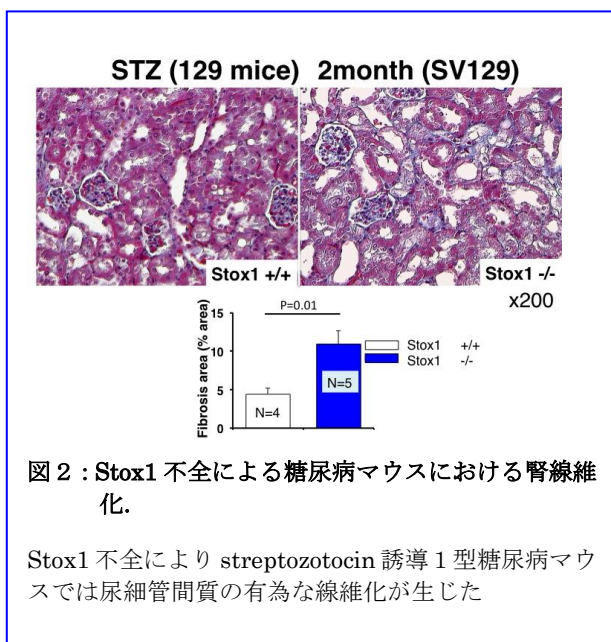 STZ (129 mice) 2month (SV129)
Stox1 +/+
Stox1 -/-
x200
P=0.01
Fibrosis area (% area)
15
10
5
0
N=4
N=5
Stox1 +/+
Stox1 -/-
図２：Stox1 不全による糖尿病マウスにおける腎線維
化.
Stox1 不全により streptozotocin 誘導１型糖尿病マウ
スでは尿細管間質の有為な線維化が生じた